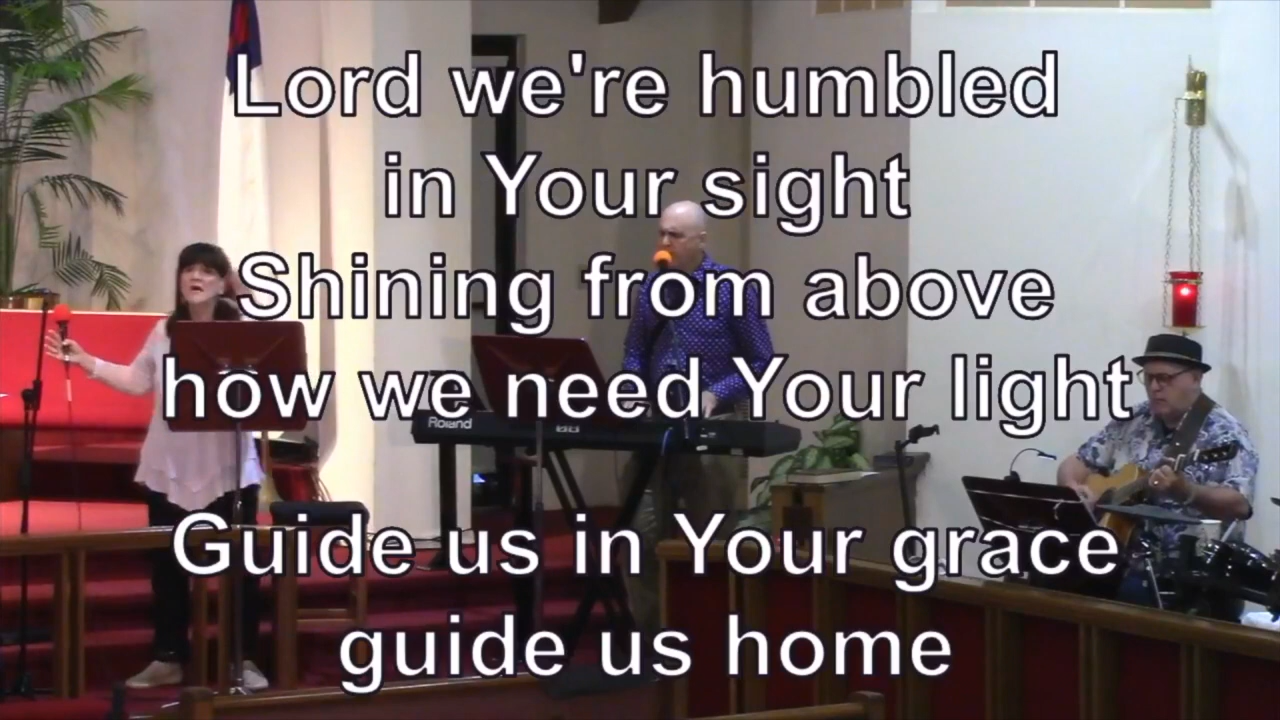 Lord we're humbled
in Your sight
Shining from above
how we need Your light
Roland
Guide us in Your grace
guide us home